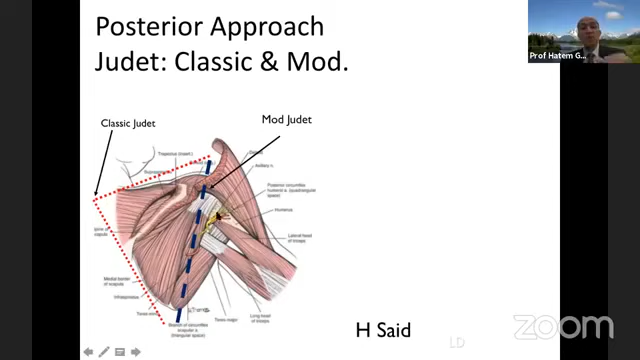 Posterior Approach
Judet: Classic & Mod.
Prof Hatem G...
Classic Judet
Mod Judet
Trapezius (insert.)
Axillary n.
Posterior circumflex
humeral a. (quadrangular
space)
Humerus
Lateral head
of triceps
spine of
scapula
Medial border
of scapula
Infraspinatus
Teres minor
Teres major
Long head
of triceps
Branch of circumflex
scapular a.
(triangular space)
H Said
LD
zoom